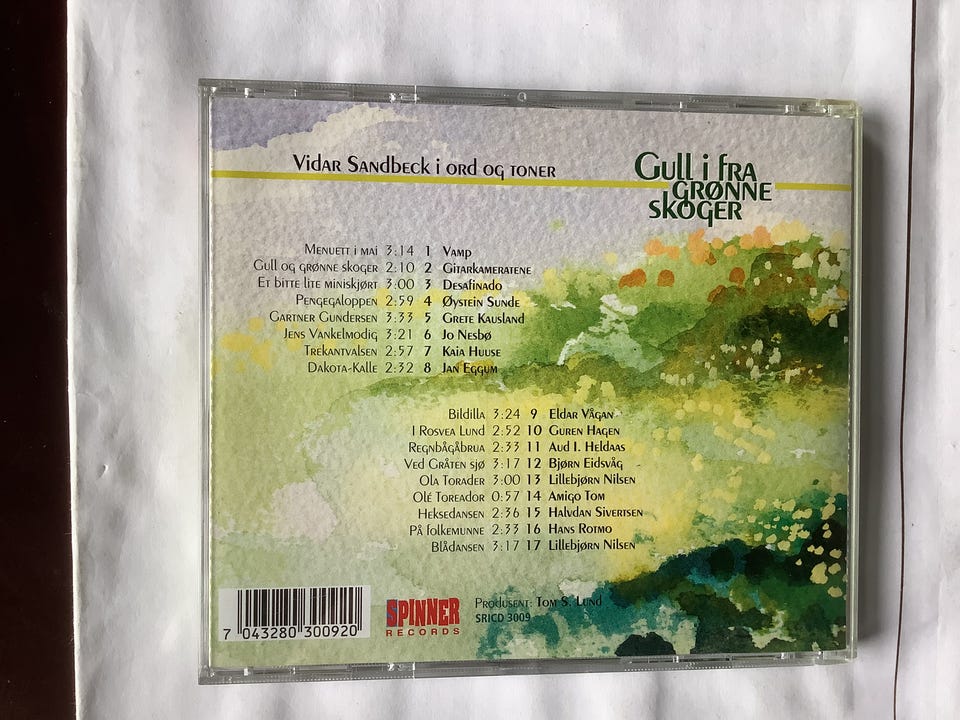 Vidar Sandbeck i ord og toner
Gull i fra
grønne
skoger
Menuett i mai 3:14 1 Vamp
Gull og grønne skoger 2:10 2 Gitarkameratene
Et bitte lite miniskjørt 3:00 3 Desafinado
Pengegaloppen 2:59 4 Øystein Sunde
Gartner Gundersen 3:33 5 Grete Kausland
Jens Vankelmodig 3:21 6 Jo Nesbø
Trekantvalsen 2:57 7 Kaia Huuse
Dakota-Kalle 2:32 8 Jan Eggum
Bildilla 3:24 9 Eldar Vågan
I Rosvea Lund 2:52 10 Guren Hagen
Regnbågåbrua 2:33 11 Aud I. Heldaas
Ved Gråten sjø 3:17 12 Bjørn Eidsvåg
Ola Torader 3:00 13 Lillebjørn Nilsen
Olé Toreador 0:57 14 Amigo Tom
Heksedansen 2:36 15 Halvdan Sivertsen
På folkemunne 2:33 16 Hans Rotmo
Blådansen 3:17 17 Lillebjørn Nilsen
7 043280 300920
SPINNER
RECORDS
Produsent: Tom S. Lund
SRICD 3009